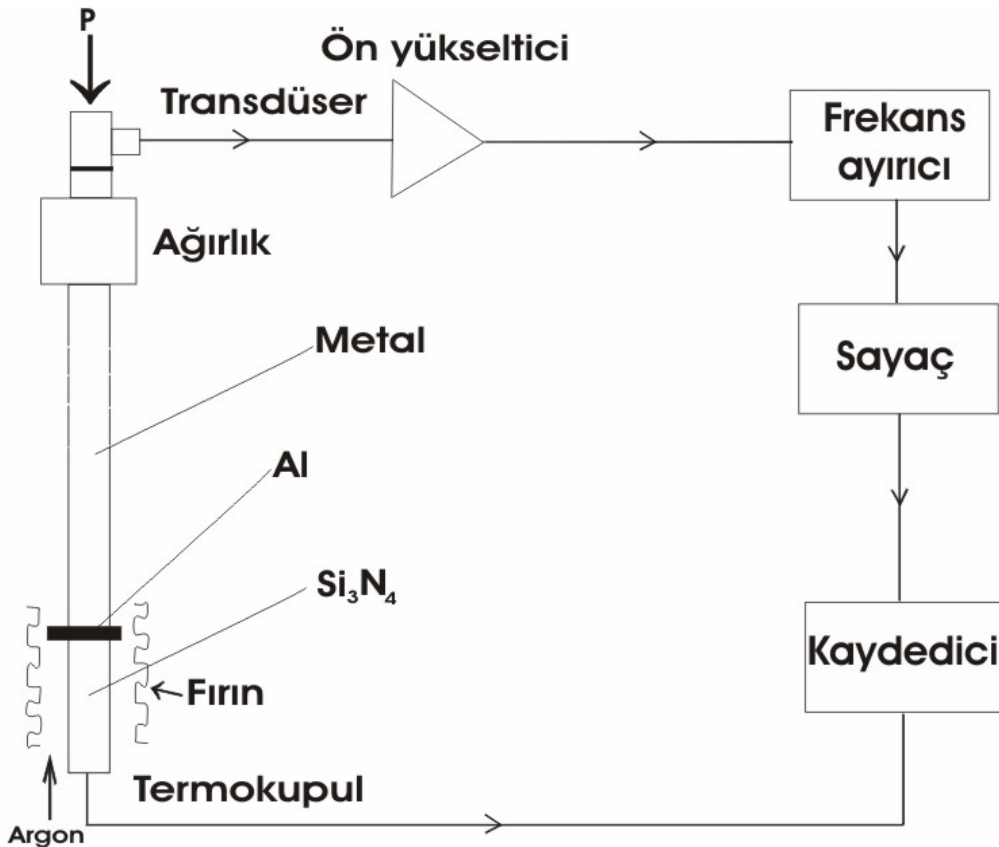 P
Ön yükseltici
Transdüser
Frekans
ayırıcı
Ağırlık
Metal
Sayaç
Al
Si₃N₄
Kaydedici
Fırın
Termokupul
Argon